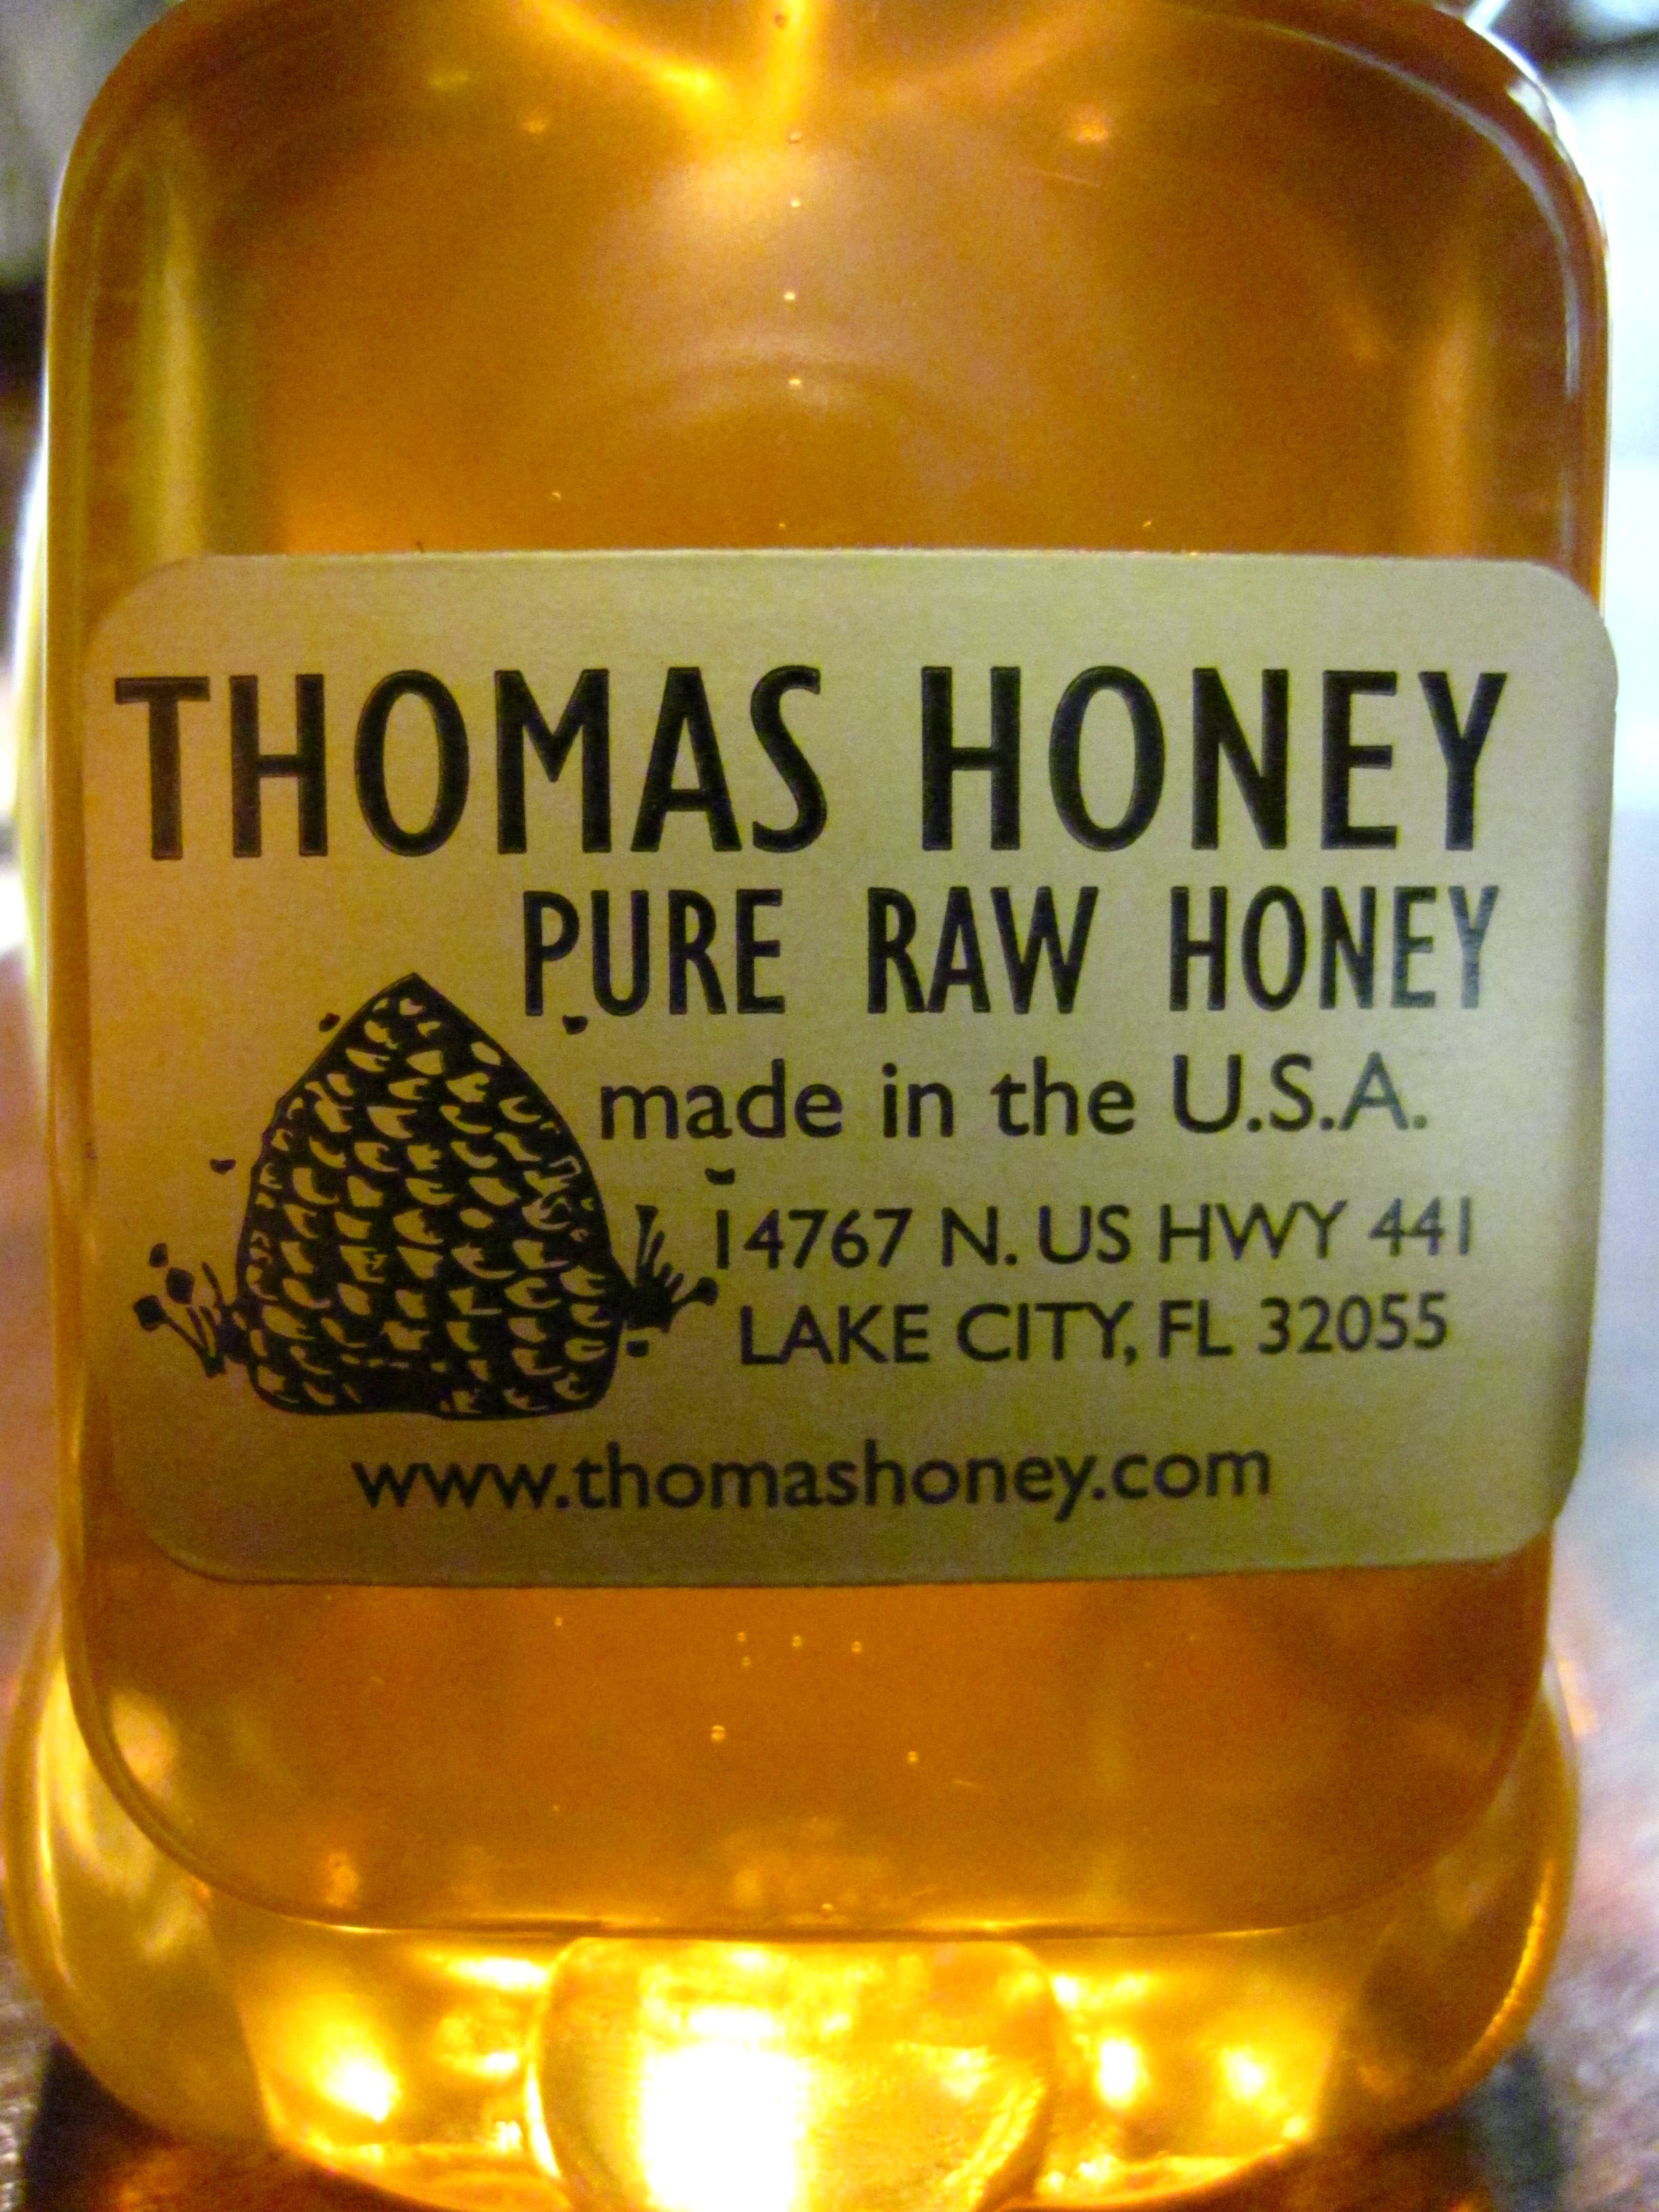 THOMAS HONEY
PURE RAW HONEY
made in the U.S.A.
14767 N. US HWY 441
LAKE CITY, FL 32055
www.thomashoney.com